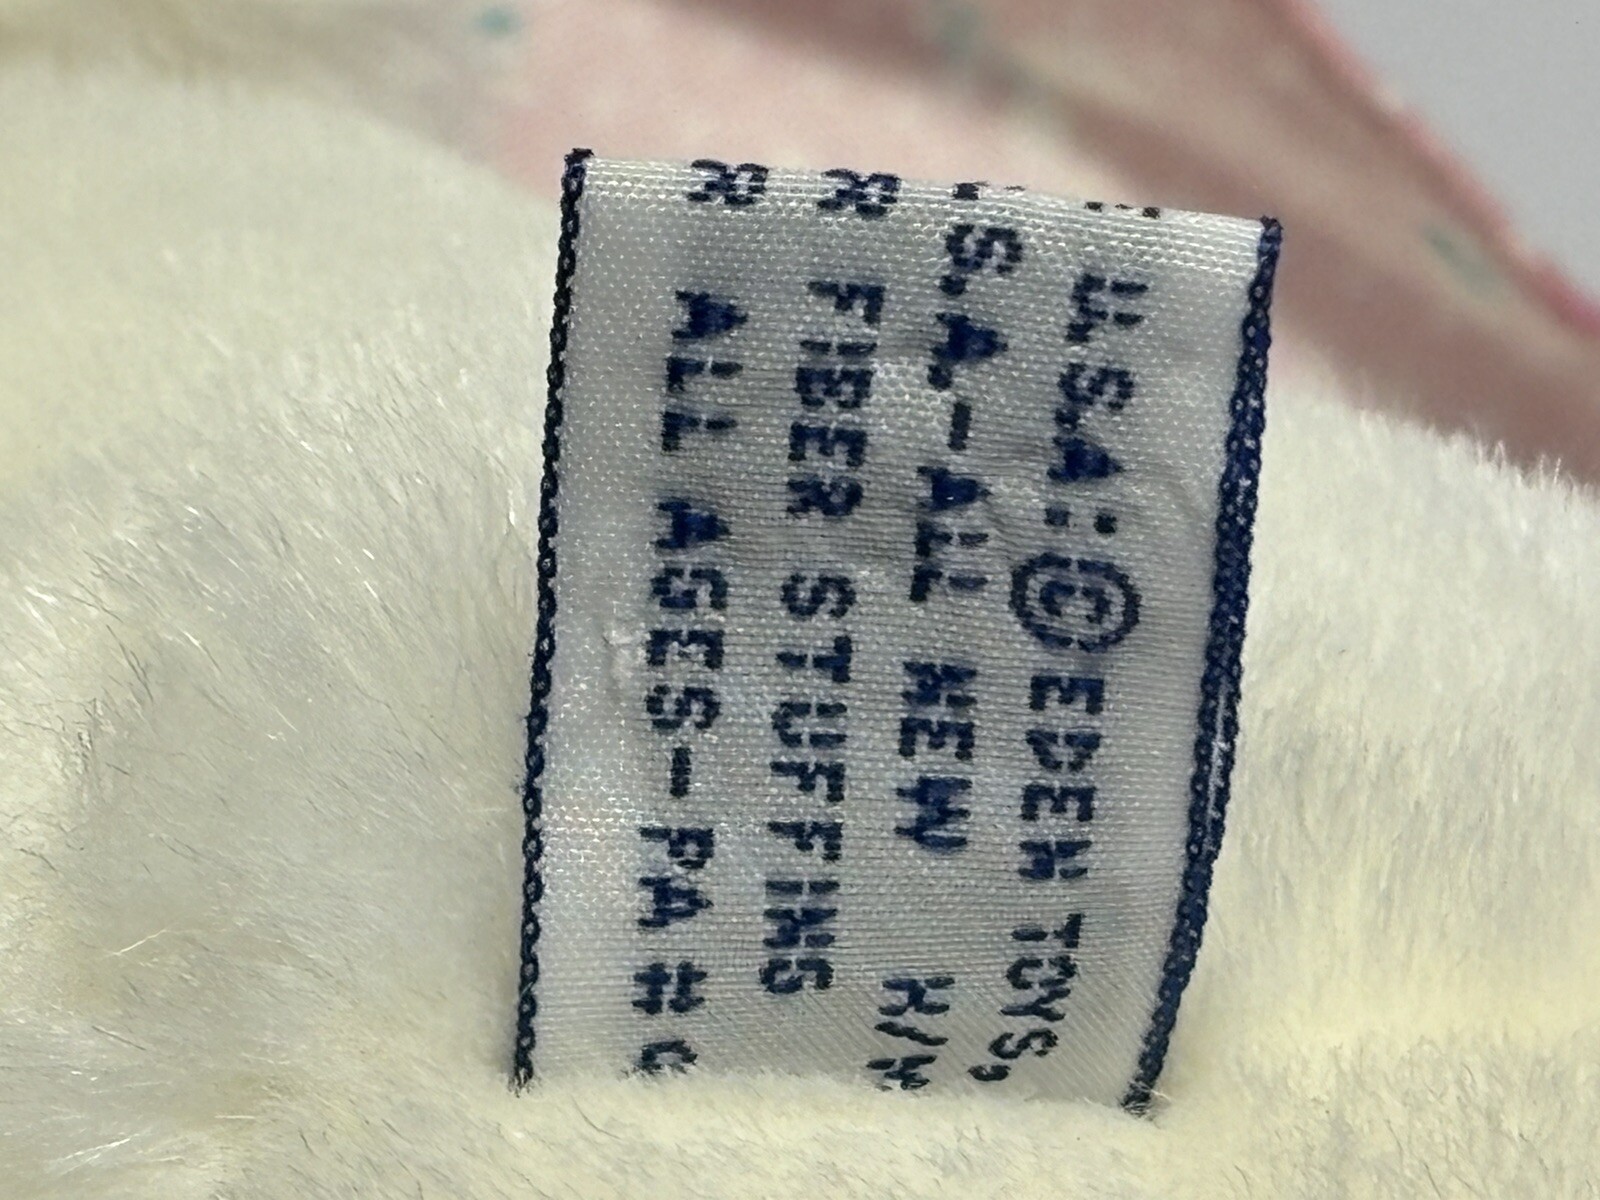 U.S.A.: © EDEN TOYS,
S.A.-ALL NEW
FIBER STUFFING
ALL AGES-PA #